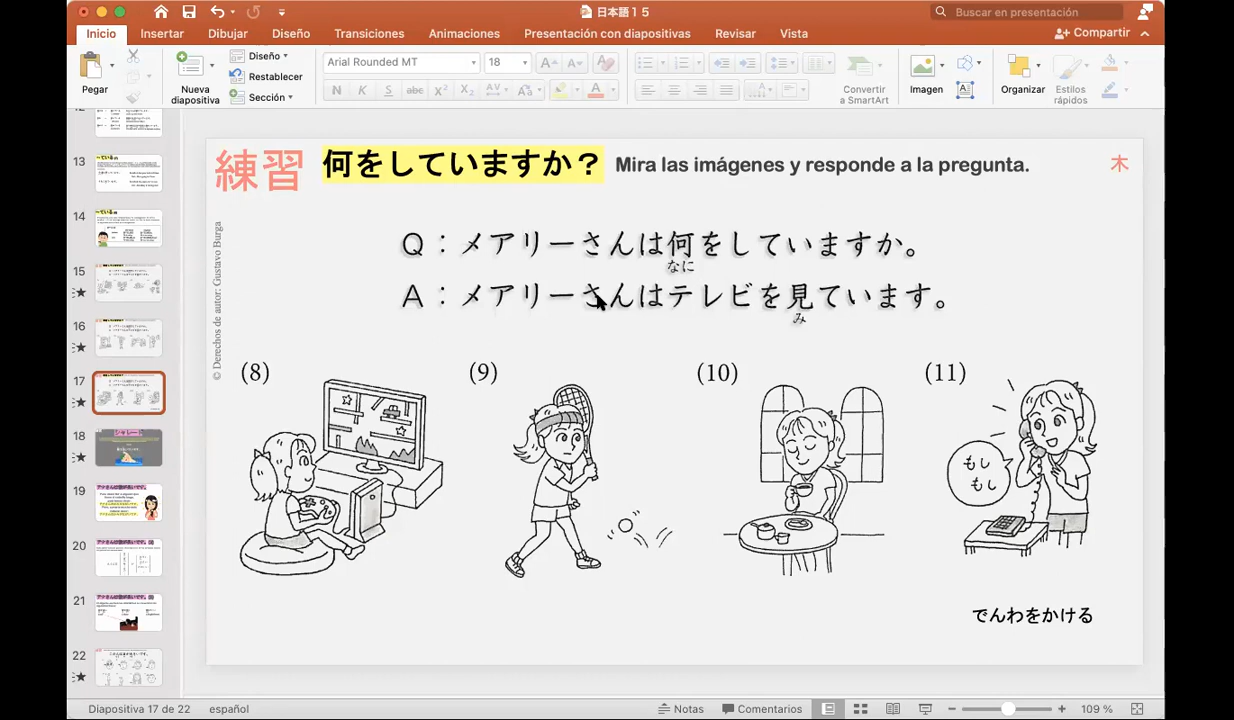 日本語１５
Buscar en presentación
Inicio
Insertar
Dibujar
Diseño
Transiciones
Animaciones
Presentación con diapositivas
Revisar
Vista
Compartir
Pegar
Nueva diapositiva
Diseño
Restablecer
Sección
Arial Rounded MT
18
Convertir a SmartArt
Imagen
Organizar
Estilos rápidos
13
14
15
16
17
18
19
20
21
22
練習 何をしていますか？ Mira las imágenes y responde a la pregunta.
木
© Derechos de autor: Gustavo Burga
Q：メアリーさんは何をしていますか。
なに
A：メアリーさんはテレビを見ています。
み
(8) (9) (10) (11)
もし
もし
でんわをかける
Diapositiva 17 de 22
español
Notas
Comentarios
109 %